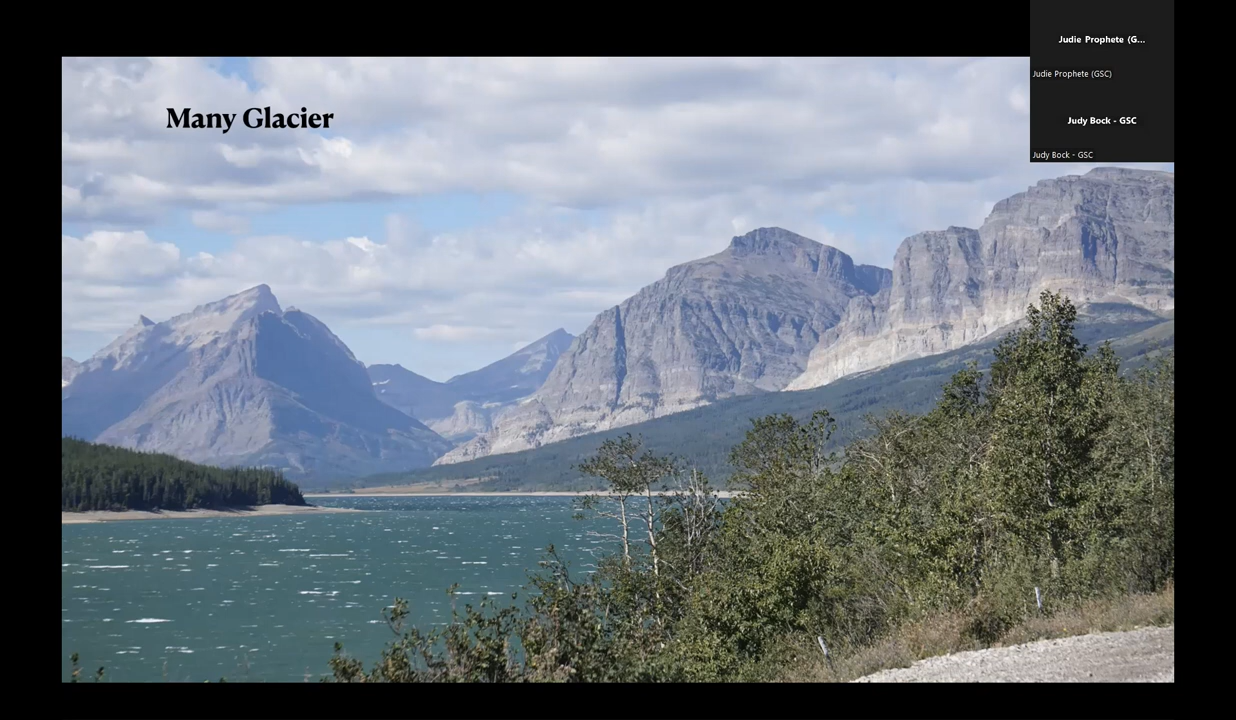 Many Glacier
Judie Prophete (G...
Judie Prophete (GSC)
Judy Bock - GSC
Judy Bock - GSC